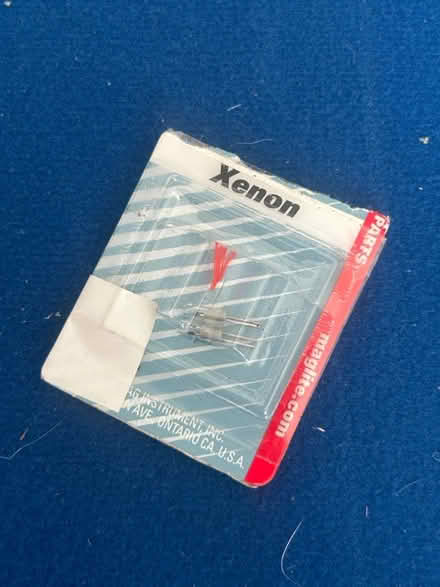 Xenon
PARTS
maglite.com
INSTRUMENT, INC.
AVE. ONTARIO CA, U.S.A.